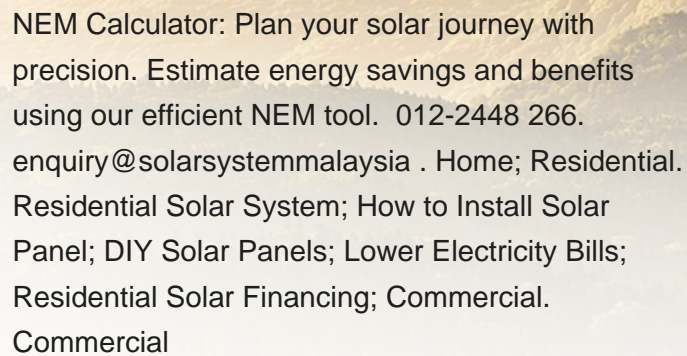 NEM Calculator: Plan your solar journey with
precision. Estimate energy savings and benefits
using our efficient NEM tool.  012-2448 266.
enquiry@solarsystemmalaysia . Home; Residential.
Residential Solar System; How to Install Solar
Panel; DIY Solar Panels; Lower Electricity Bills;
Residential Solar Financing; Commercial.
Commercial